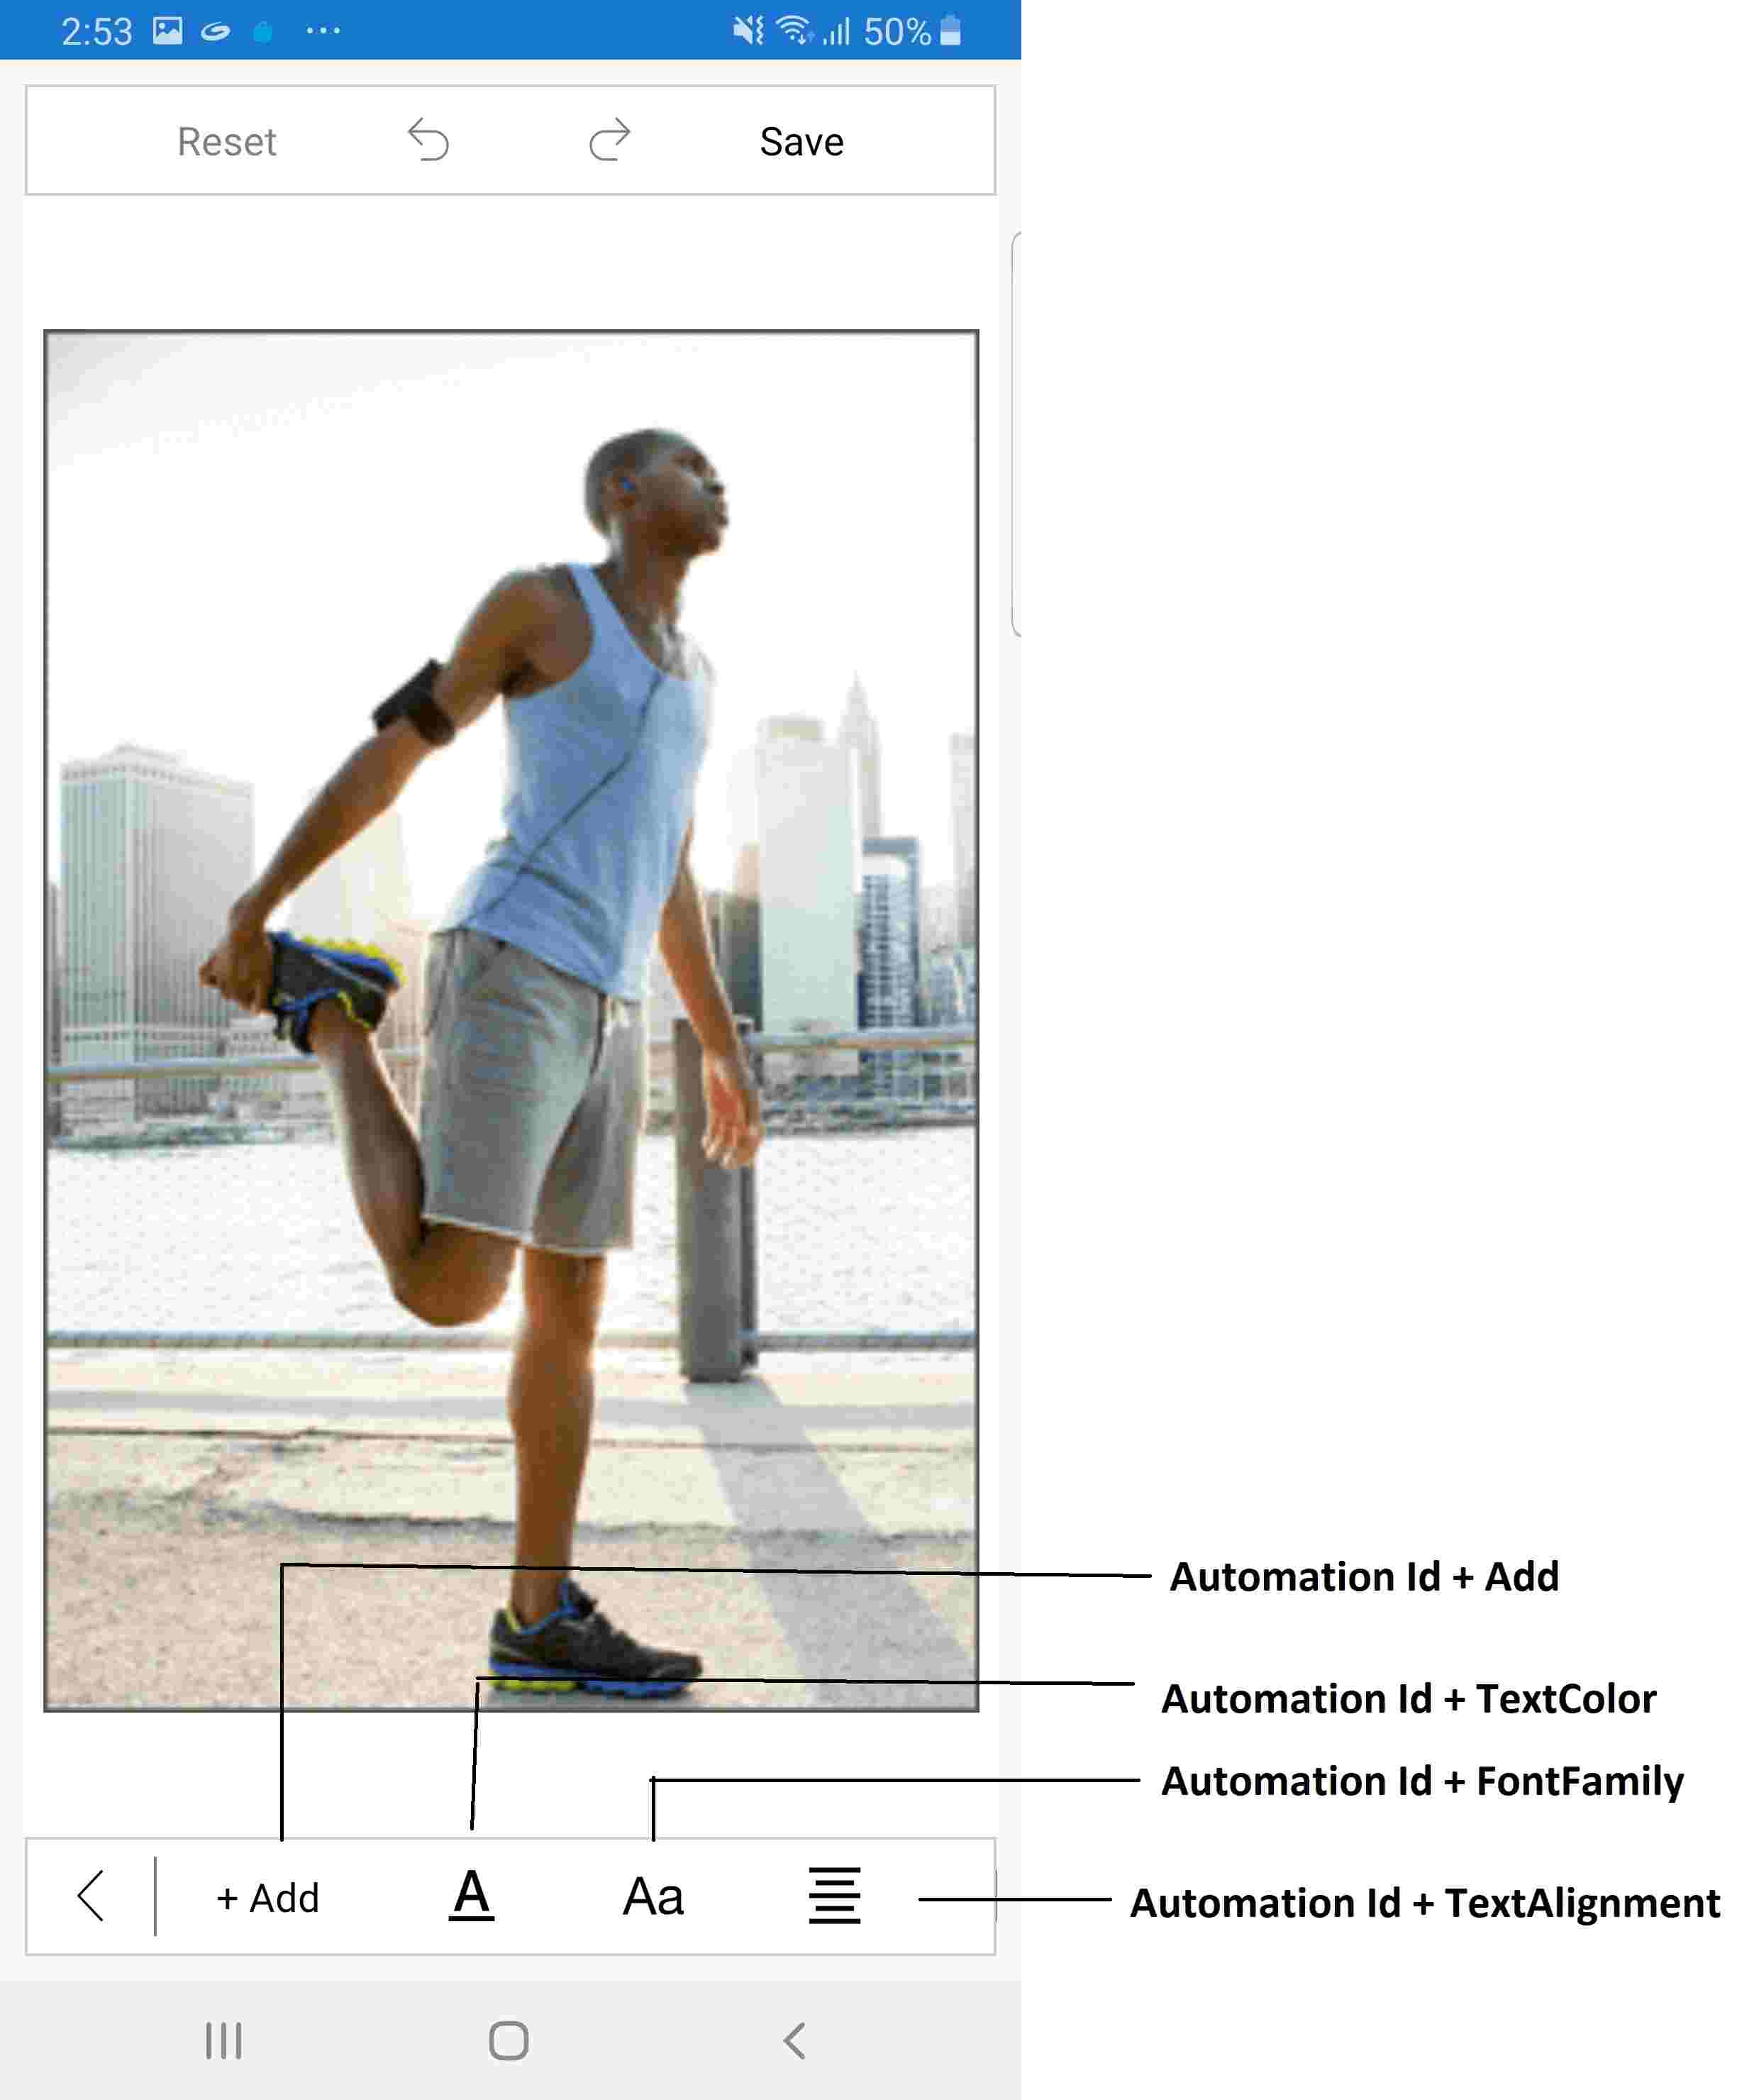 2:53 50%
Reset Save
Automation Id + Add
Automation Id + TextColor
Automation Id + FontFamily
+ Add A Aa
Automation Id + TextAlignment